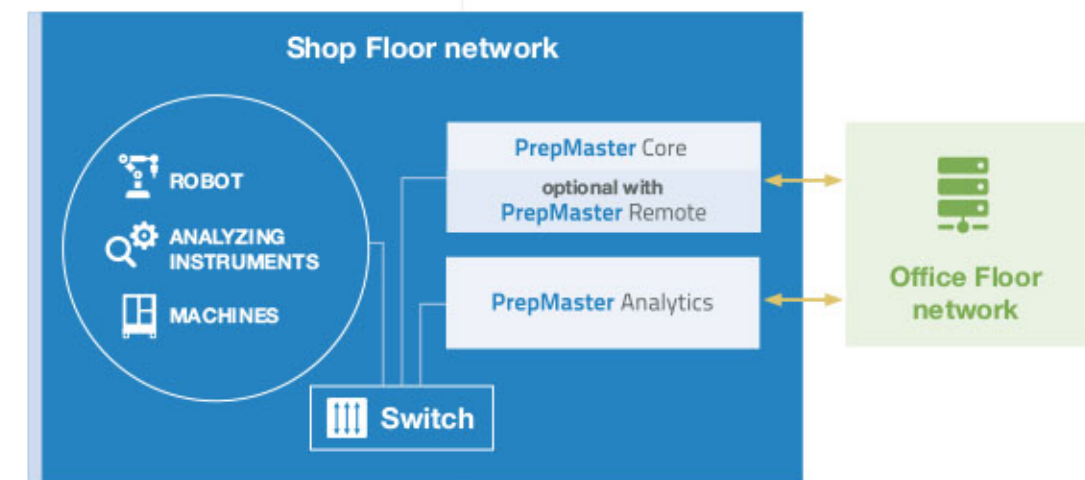 Shop Floor network
ROBOT
ANALYZING
INSTRUMENTS
MACHINES
PrepMaster Core
optional with
PrepMaster Remote
PrepMaster Analytics
Switch
Office Floor
network